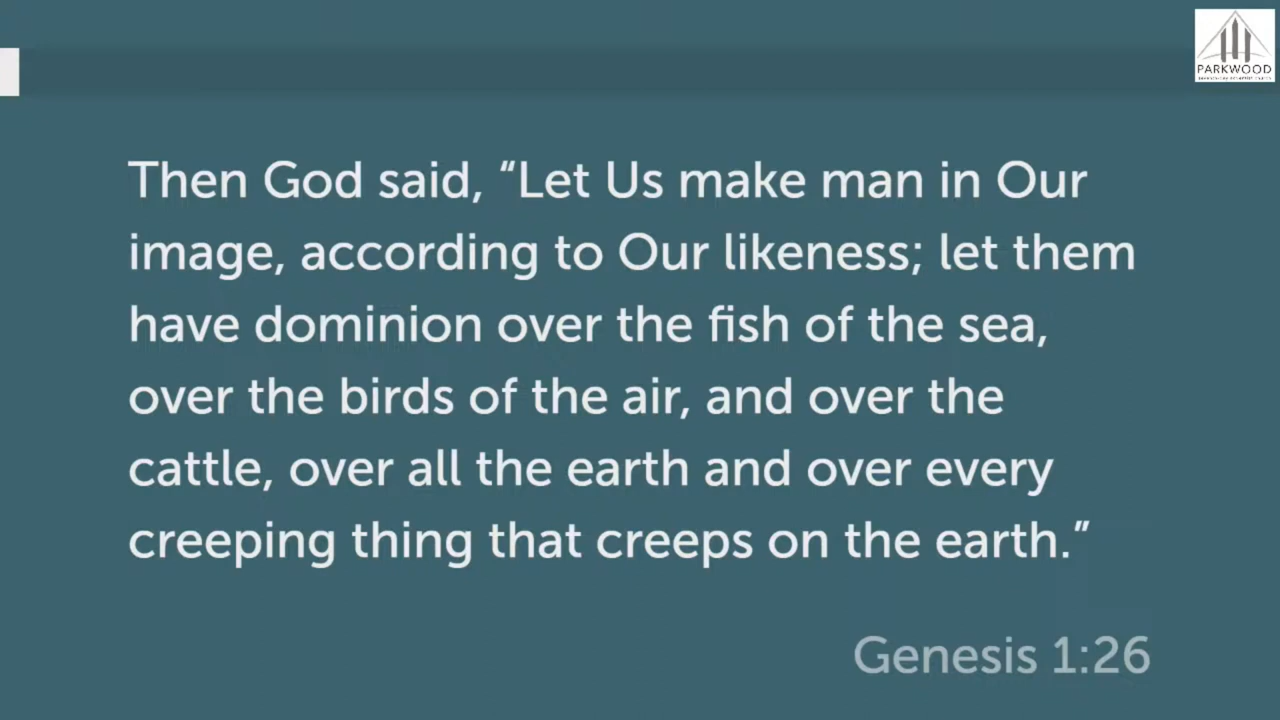 PARKWOOD
Then God said, “Let Us make man in Our
image, according to Our likeness; let them
have dominion over the fish of the sea,
over the birds of the air, and over the
cattle, over all the earth and over every
creeping thing that creeps on the earth.”
Genesis 1:26